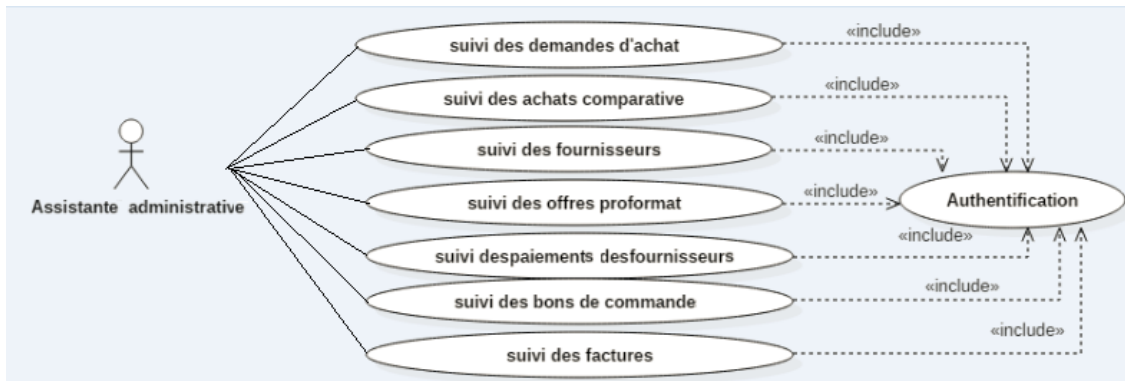 suivi des demandes d'achat
«include»
suivi des achats comparative
«include»
suivi des fournisseurs
«include»
Assistante administrative
suivi des offres proformat
«include»
Authentification
suivi despaiements desfournisseurs
«include»
suivi des bons de commande
«include»
suivi des factures
«include»